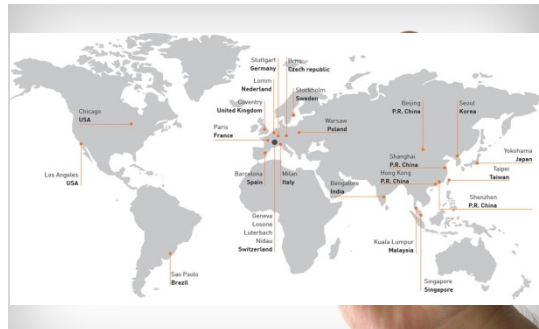 Stuttgart
Germany
Brno
Czech republic
Lomm
Nederland
Stockholm
Sweden
Coventry
United Kingdom
Chicago
USA
Warsaw
Poland
Beijing
P.R. China
Seoul
Korea
Paris
France
Yokohama
Japan
Shanghai
P.R. China
Los Angeles
USA
Barcelona
Spain
Milan
Italy
Bengalore
India
Hong Kong
P.R. China
Taipei
Taiwan
Shenzhen
P.R. China
Geneva
Losone
Luterbach
Nidau
Switzerland
Kuala Lumpur
Malaysia
Sao Paolo
Brazil
Singapore
Singapore